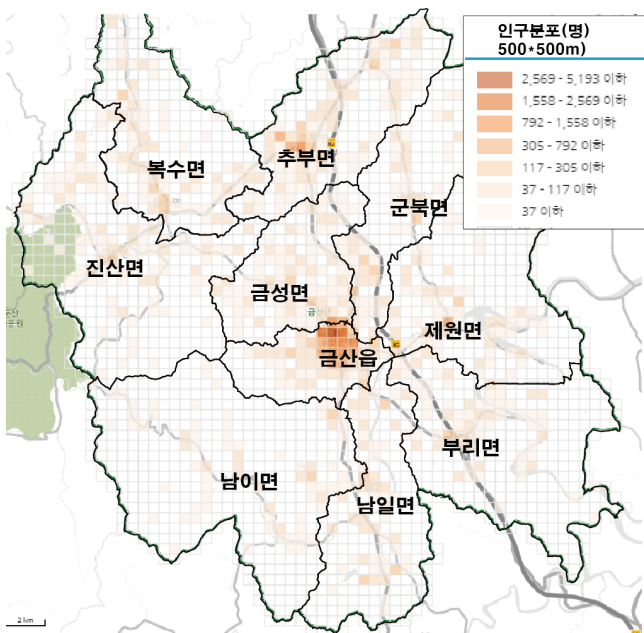 인구분포(명)
500*500m)
2,569 - 5,193 이하
1,558 - 2,569 이하
792 - 1,558 이하
305 - 792 이하
117 - 305 이하
37 - 117 이하
37 이하
복수면
추부면
군북면
진산면
금성면
제원면
금산읍
부리면
남이면
남일면
2 km